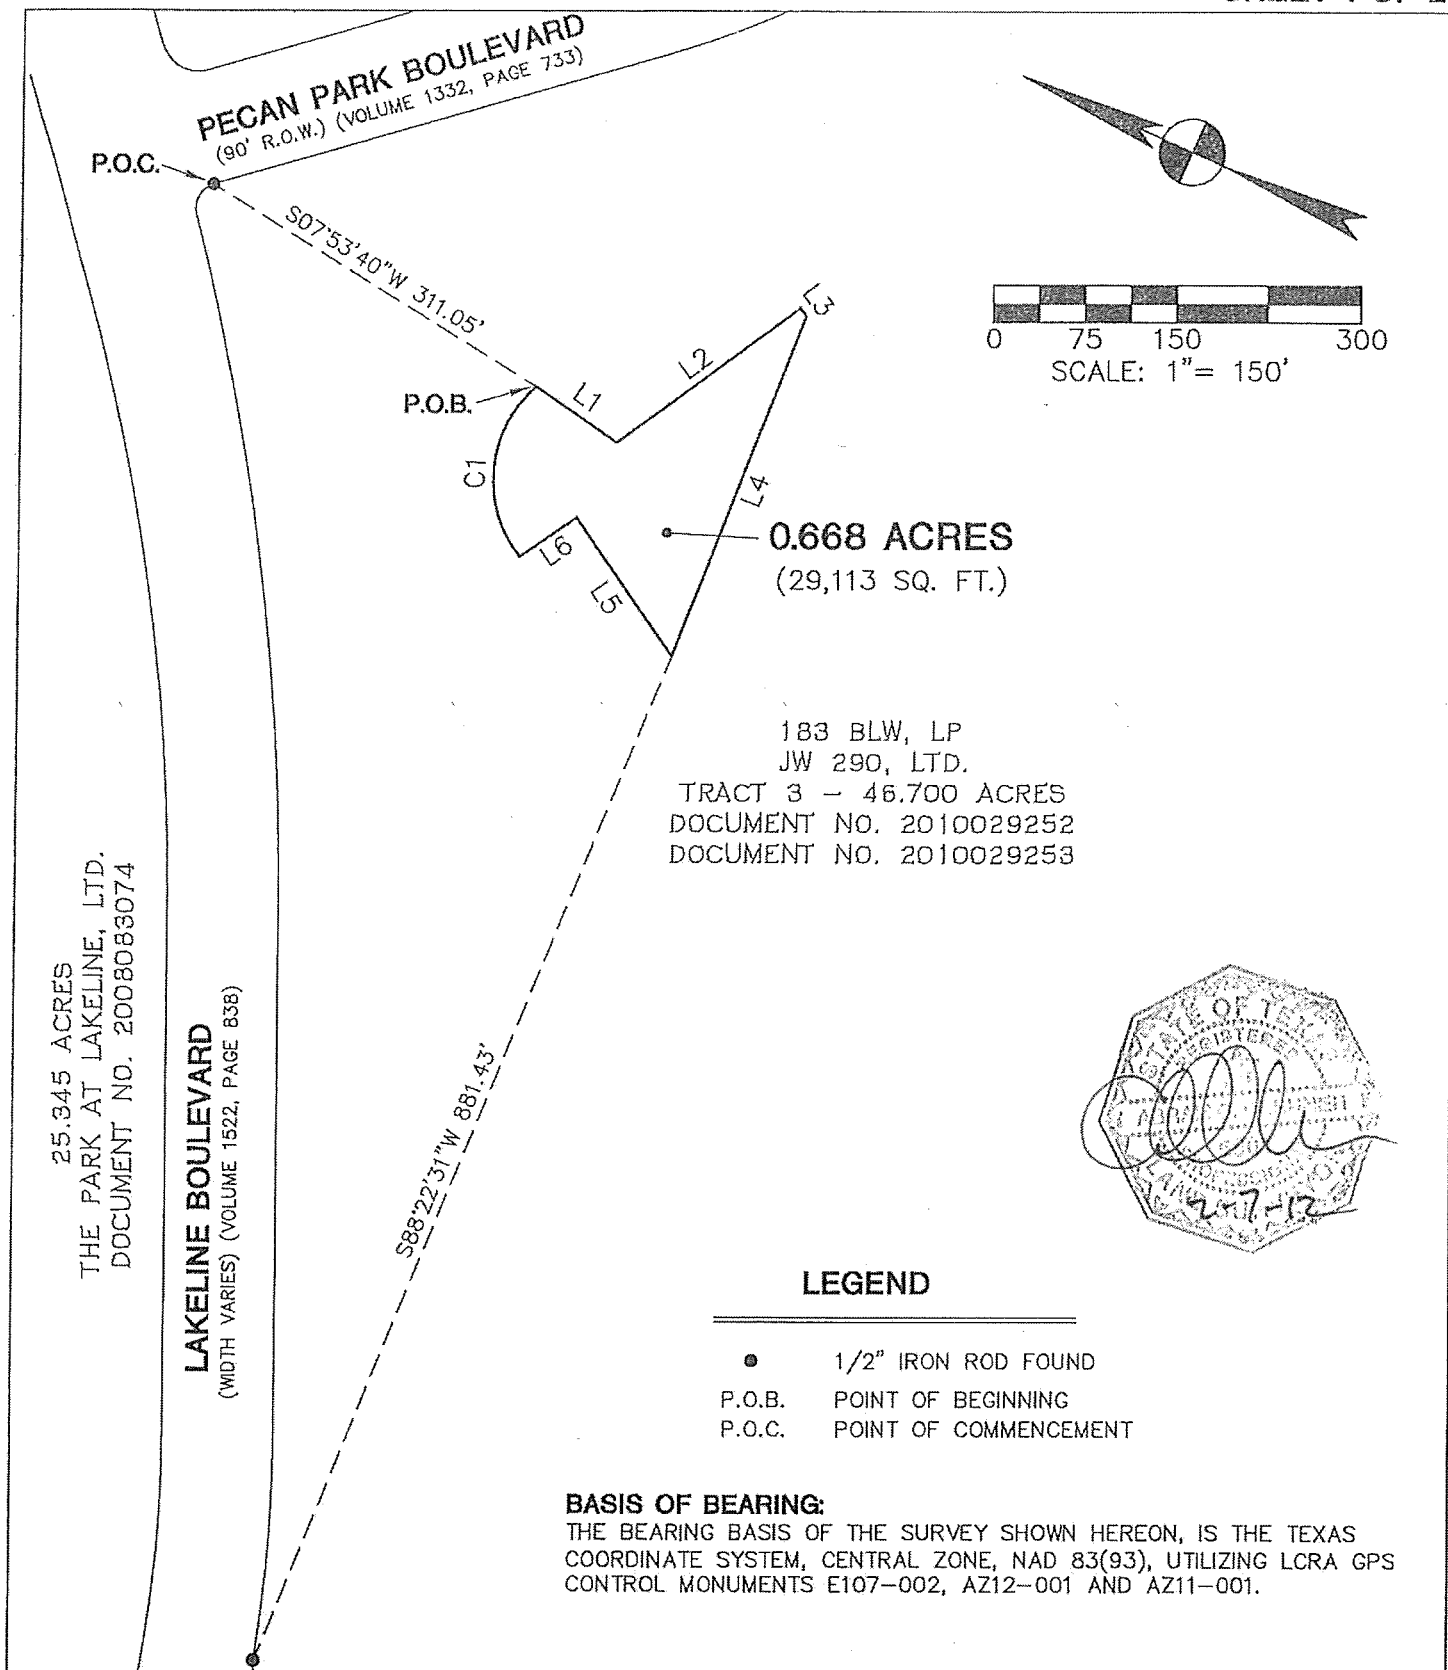 PECAN PARK BOULEVARD
(90' R.O.W.) (VOLUME 1332, PAGE 733)
P.O.C.
S07°53'40"W 311.05'
L3
0 75 150 300
SCALE: 1"= 150'
L2
L1
P.O.B.
C1
L4
0.668 ACRES
(29,113 SQ. FT.)
L6
L5
183 BLW, LP
JW 290, LTD.
TRACT 3 – 46.700 ACRES
DOCUMENT NO. 2010029252
DOCUMENT NO. 2010029253
25.345 ACRES
THE PARK AT LAKELINE, LTD.
DOCUMENT NO. 2008083074
LAKELINE BOULEVARD
(WIDTH VARIES) (VOLUME 1522, PAGE 838)
S88°22'31"W 881.43'
STATE OF TEXAS
REGISTERED
2-7-12
LEGEND
1/2" IRON ROD FOUND
P.O.B. POINT OF BEGINNING
P.O.C. POINT OF COMMENCEMENT
BASIS OF BEARING:
THE BEARING BASIS OF THE SURVEY SHOWN HEREON, IS THE TEXAS
COORDINATE SYSTEM, CENTRAL ZONE, NAD 83(93), UTILIZING LCRA GPS
CONTROL MONUMENTS E107–002, AZ12–001 AND AZ11–001.